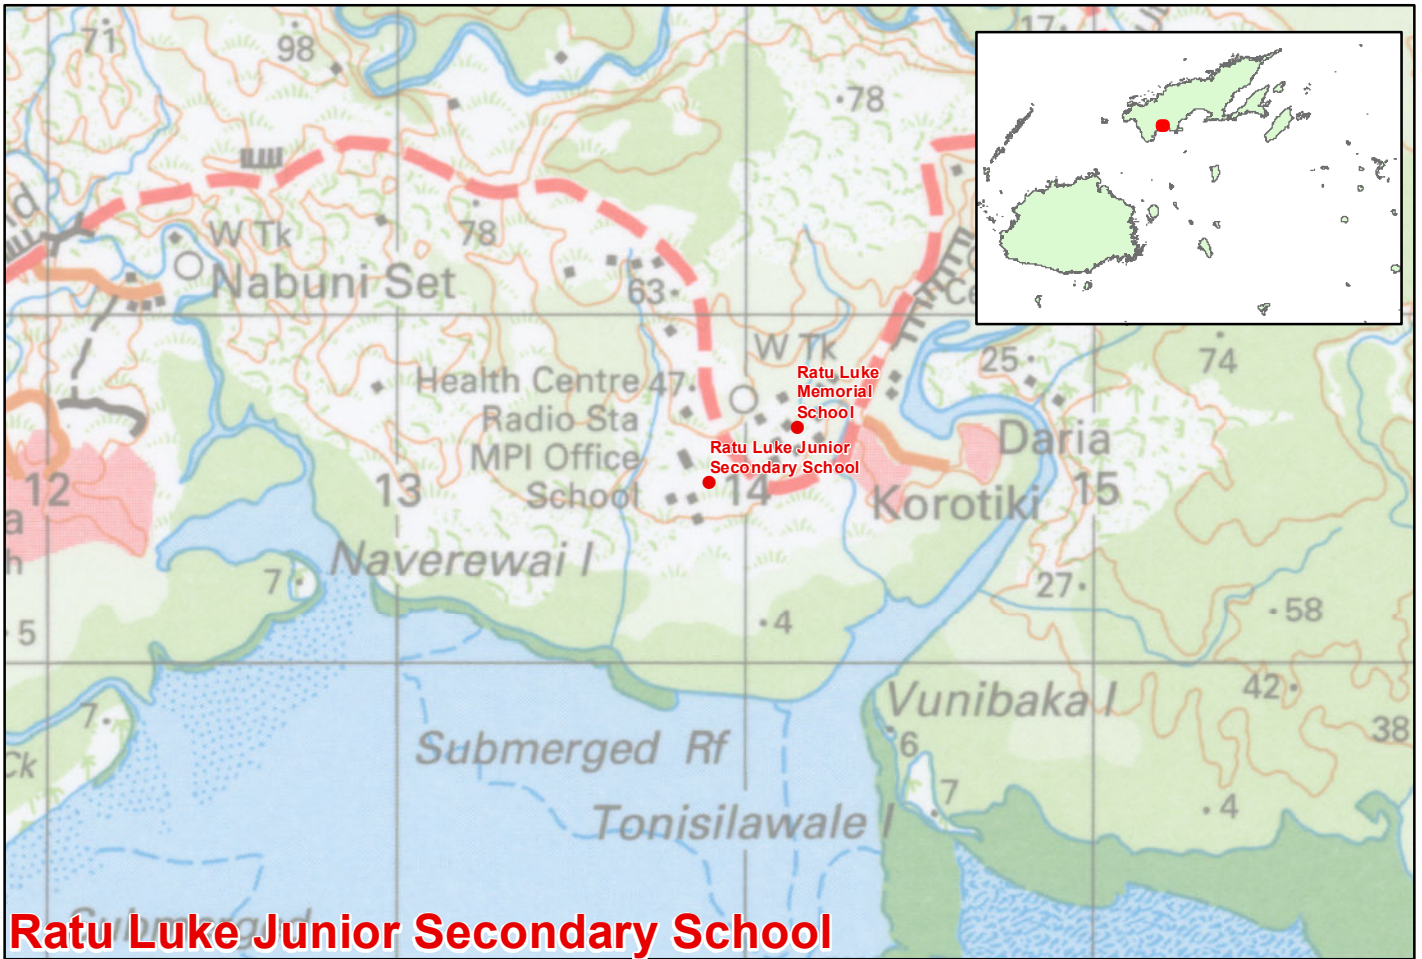 71
98
17
78
W Tk
78
Nabuni Set
63
W Tk
25
74
Health Centre
47
Radio Sta
MPI Office
School
Ratu Luke
Memorial
School
Ratu Luke Junior
Secondary School
Daria
12
13
14
15
Korotiki
Naverewai I
7
27
58
5
4
42
Vunibaka I
7
38
Ck
6
Submerged Rf
7
4
Tonisilawale I
Submerged
Ratu Luke Junior Secondary School